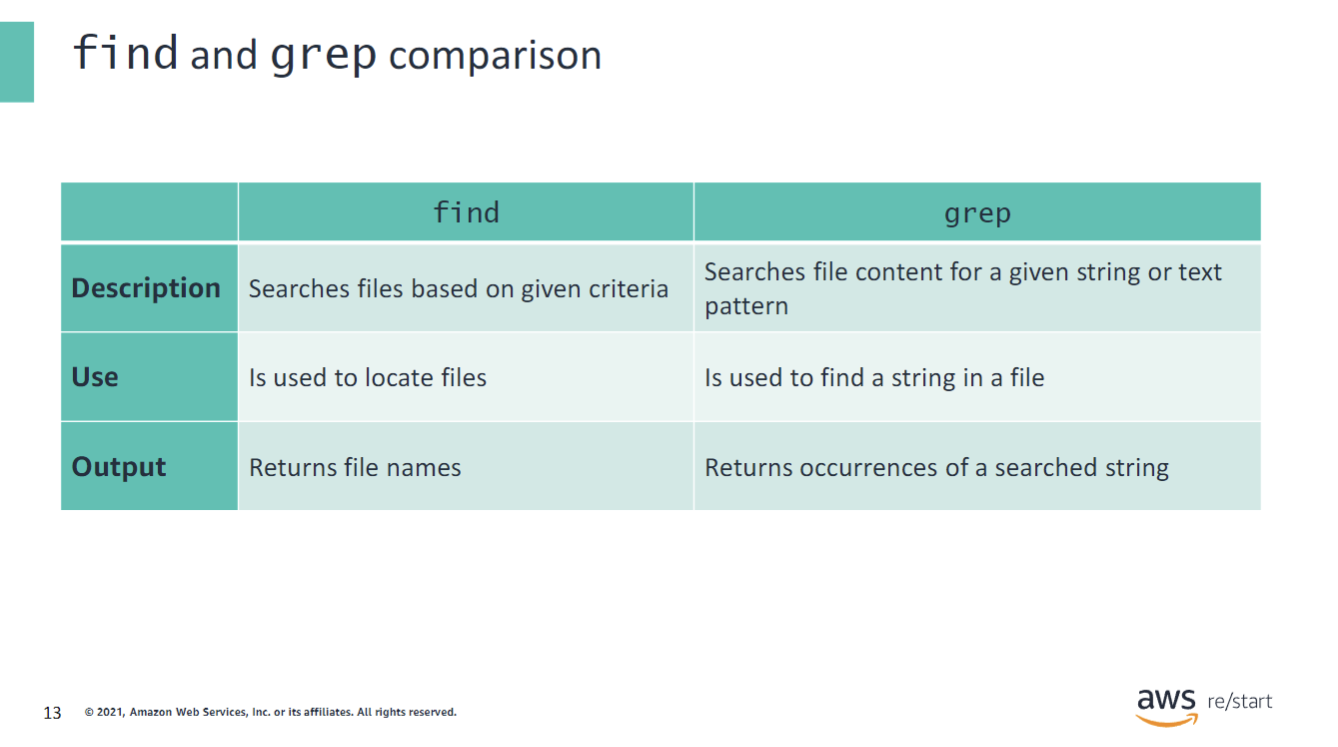 find and grep comparison
find
grep
Description
Searches files based on given criteria
Searches file content for a given string or text
pattern
Use
Is used to locate files
Is used to find a string in a file
Output
Returns file names
Returns occurrences of a searched string
13
© 2021, Amazon Web Services, Inc. or its affiliates. All rights reserved.
aws re/start